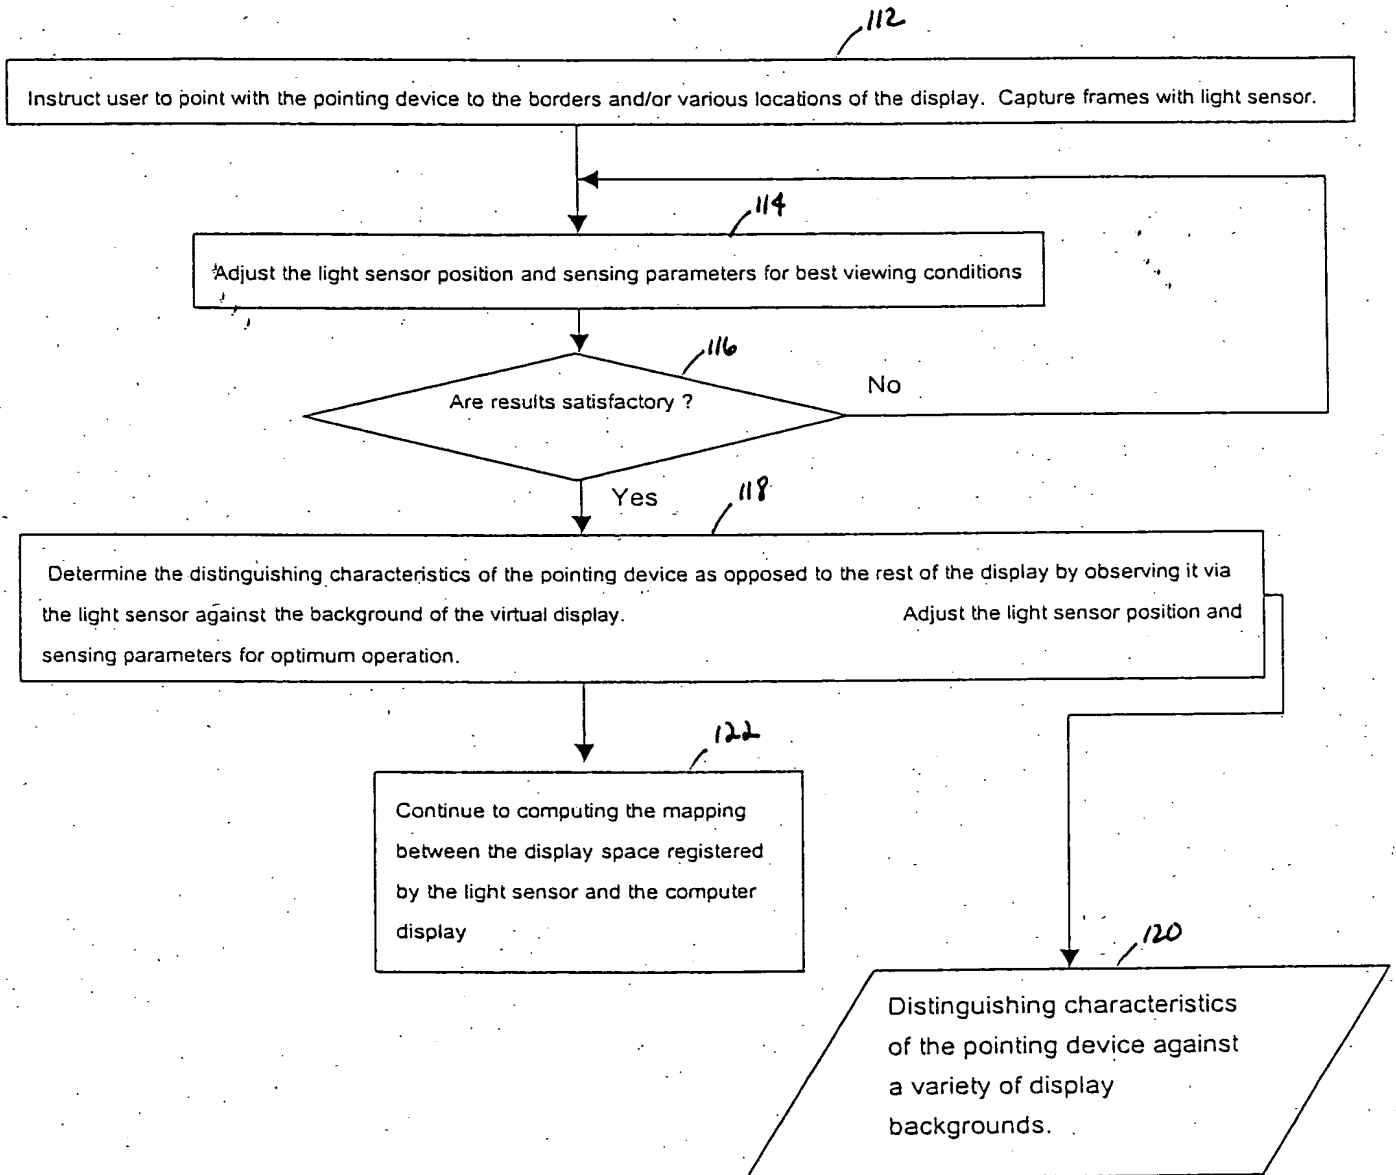 112
Instruct user to point with the pointing device to the borders and/or various locations of the display. Capture frames with light sensor.
114
Adjust the light sensor position and sensing parameters for best viewing conditions
116
Are results satisfactory ?
No
Yes
118
Determine the distinguishing characteristics of the pointing device as opposed to the rest of the display by observing it via
the light sensor against the background of the virtual display. Adjust the light sensor position and
sensing parameters for optimum operation.
122
Continue to computing the mapping
between the display space registered
by the light sensor and the computer
display
120
Distinguishing characteristics
of the pointing device against
a variety of display
backgrounds.